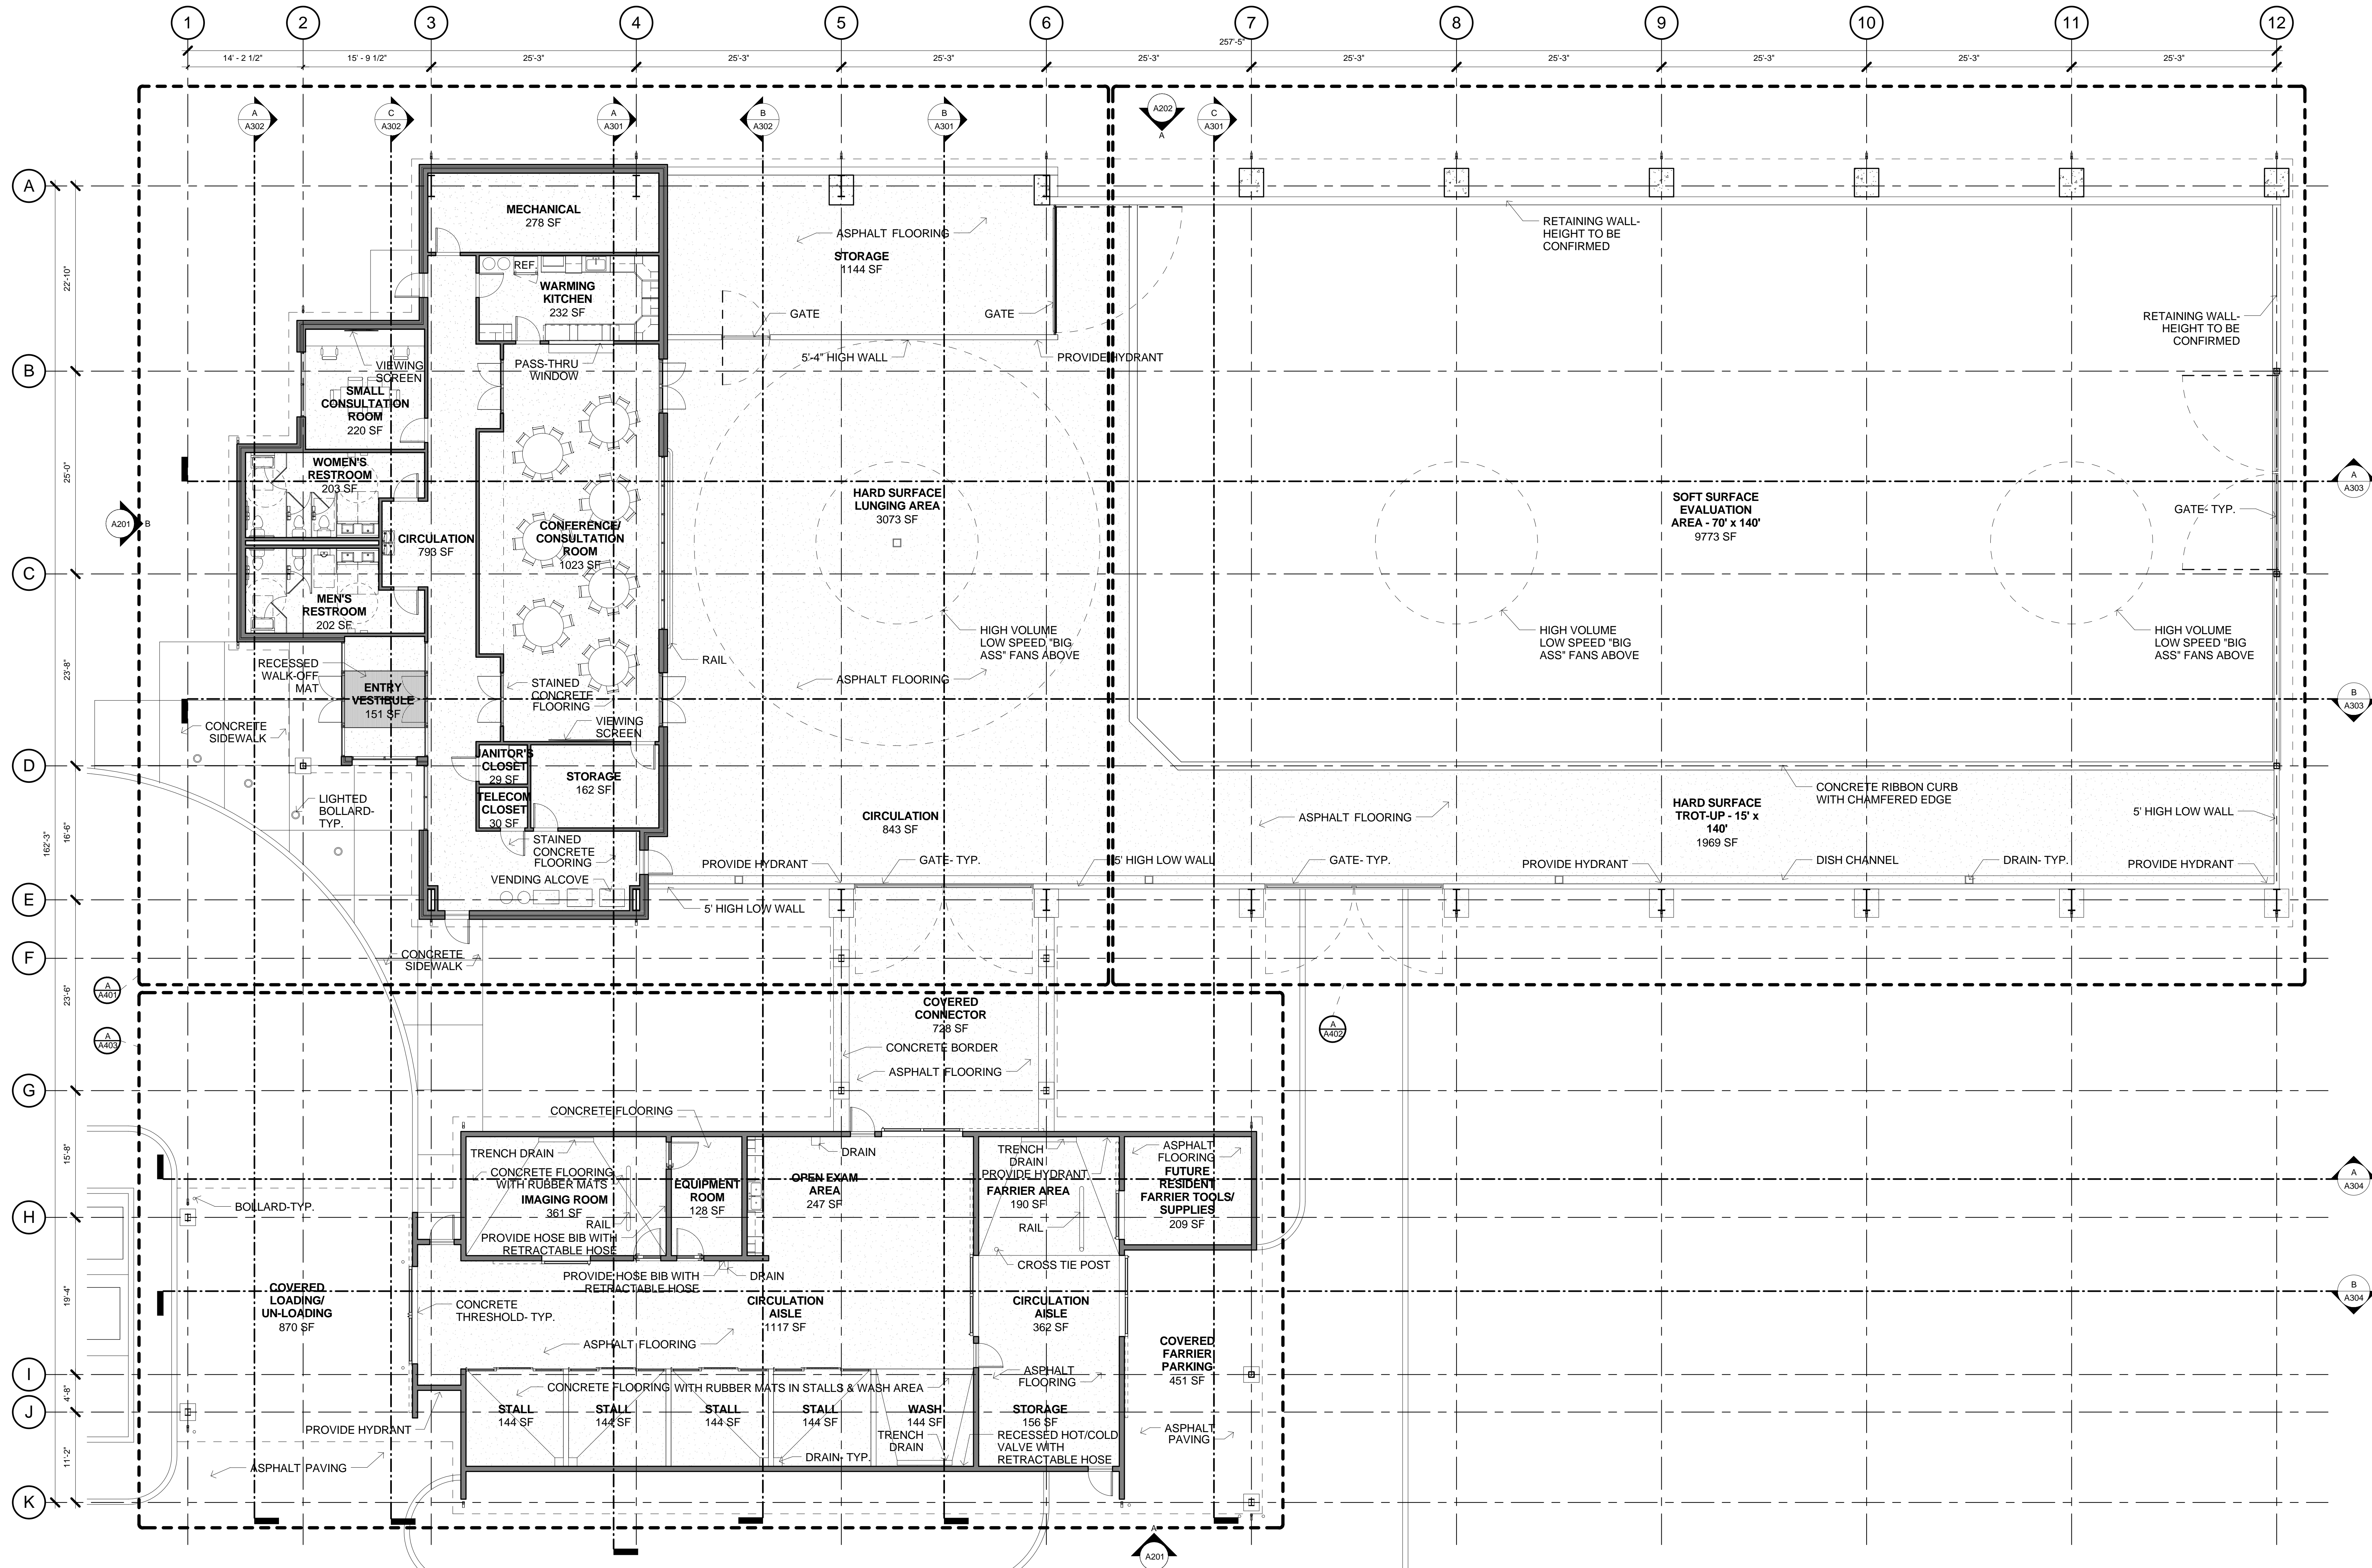 1 2 3 4 5 6 7 8 9 10 11 12
257'-5"
14' - 2 1/2" 15' - 9 1/2" 25'-3" 25'-3" 25'-3" 25'-3" 25'-3" 25'-3" 25'-3" 25'-3" 25'-3"
A
A302
C
A302
A
A301
B
A302
B
A301
A202
A
C
A301
A
B
C
D
E
F
G
H
I
J
K
162'-3"
22'-10"
25'-0"
23'-8"
16'-6"
23'-6"
15'-8"
19'-4"
4'-8"
11'-2"
MECHANICAL
278 SF
REF.
WARMING
KITCHEN
232 SF
PASS-THRU
WINDOW
ASPHALT FLOORING
STORAGE
1144 SF
GATE
GATE
5'-4" HIGH WALL
PROVIDE HYDRANT
RETAINING WALL-
HEIGHT TO BE
CONFIRMED
RETAINING WALL-
HEIGHT TO BE
CONFIRMED
VIEWING
SCREEN
SMALL
CONSULTATION
ROOM
220 SF
WOMEN'S
RESTROOM
203 SF
MEN'S
RESTROOM
202 SF
CIRCULATION
793 SF
CONFERENCE/
CONSULTATION
ROOM
1023 SF
HARD SURFACE
LUNGING AREA
3073 SF
SOFT SURFACE
EVALUATION
AREA - 70' x 140'
9773 SF
A
A303
GATE- TYP.
A201
B
HIGH VOLUME
LOW SPEED "BIG
ASS" FANS ABOVE
HIGH VOLUME
LOW SPEED "BIG
ASS" FANS ABOVE
HIGH VOLUME
LOW SPEED "BIG
ASS" FANS ABOVE
RAIL
ASPHALT FLOORING
RECESSED
WALK-OFF
MAT
ENTRY
VESTIBULE
151 SF
STAINED
CONCRETE
FLOORING
VIEWING
SCREEN
CONCRETE
SIDEWALK
B
A303
JANITOR'S
CLOSET
29 SF
TELECOM
CLOSET
30 SF
STORAGE
162 SF
LIGHTED
BOLLARD-
TYP.
STAINED
CONCRETE
FLOORING
VENDING ALCOVE
CIRCULATION
843 SF
ASPHALT FLOORING
HARD SURFACE
TROT-UP - 15' x
140'
1969 SF
CONCRETE RIBBON CURB
WITH CHAMFERED EDGE
5' HIGH LOW WALL
PROVIDE HYDRANT
GATE- TYP.
5' HIGH LOW WALL
GATE- TYP.
PROVIDE HYDRANT
DISH CHANNEL
DRAIN- TYP.
PROVIDE HYDRANT
5' HIGH LOW WALL
CONCRETE
SIDEWALK
A
A401
A
A403
A
A402
COVERED
CONNECTOR
728 SF
CONCRETE BORDER
ASPHALT FLOORING
CONCRETE FLOORING
TRENCH DRAIN
CONCRETE FLOORING
WITH RUBBER MATS
IMAGING ROOM
361 SF
RAIL
PROVIDE HOSE BIB WITH
RETRACTABLE HOSE
EQUIPMENT
ROOM
128 SF
DRAIN
OPEN EXAM
AREA
247 SF
TRENCH
DRAIN
PROVIDE HYDRANT
FARRIER AREA
190 SF
RAIL
ASPHALT
FLOORING
FUTURE
RESIDENT
FARRIER TOOLS/
SUPPLIES
209 SF
A
A304
BOLLARD-TYP.
CROSS TIE POST
PROVIDE HOSE BIB WITH
RETRACTABLE HOSE
DRAIN
COVERED
LOADING/
UN-LOADING
870 SF
CONCRETE
THRESHOLD- TYP.
CIRCULATION
AISLE
1117 SF
CIRCULATION
AISLE
362 SF
B
A304
ASPHALT FLOORING
COVERED
FARRIER
PARKING
451 SF
ASPHALT
FLOORING
CONCRETE FLOORING WITH RUBBER MATS IN STALLS & WASH AREA
STALL
144 SF
STALL
144 SF
STALL
144 SF
STALL
144 SF
WASH
144 SF
STORAGE
156 SF
PROVIDE HYDRANT
TRENCH
DRAIN
RECESSED HOT/COLD
VALVE WITH
RETRACTABLE HOSE
DRAIN- TYP.
ASPHALT
PAVING
ASPHALT PAVING
A
A201